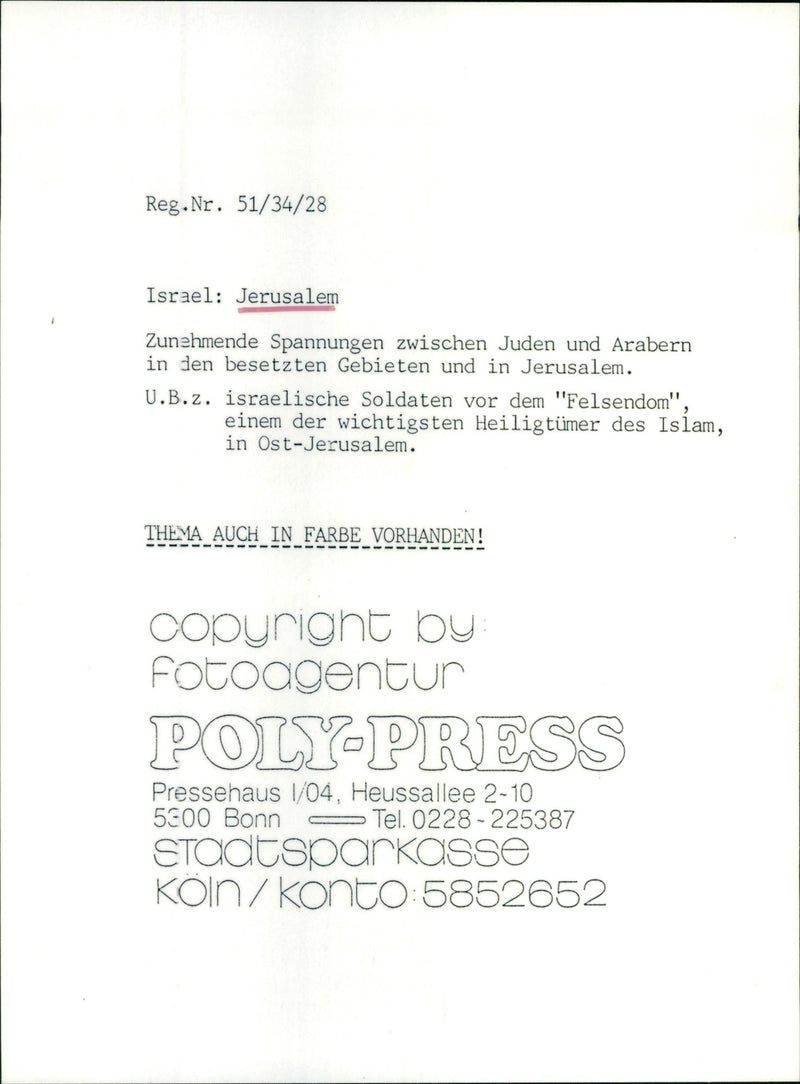 Reg.Nr. 51/34/28
Israel: Jerusalem
Zunehmende Spannungen zwischen Juden und Arabern
in den besetzten Gebieten und in Jerusalem.
U.B.z. israelische Soldaten vor dem "Felsendom",
einem der wichtigsten Heiligtümer des Islam,
in Ost-Jerusalem.
THEMA AUCH IN FARBE VORHANDEN!
copyright by:
fotoagentur
POLY-PRESS
Pressehaus I/04, Heussallee 2-10
5300 Bonn Tel. 0228-225387
Stadtsparkasse
Köln/konto:5852652